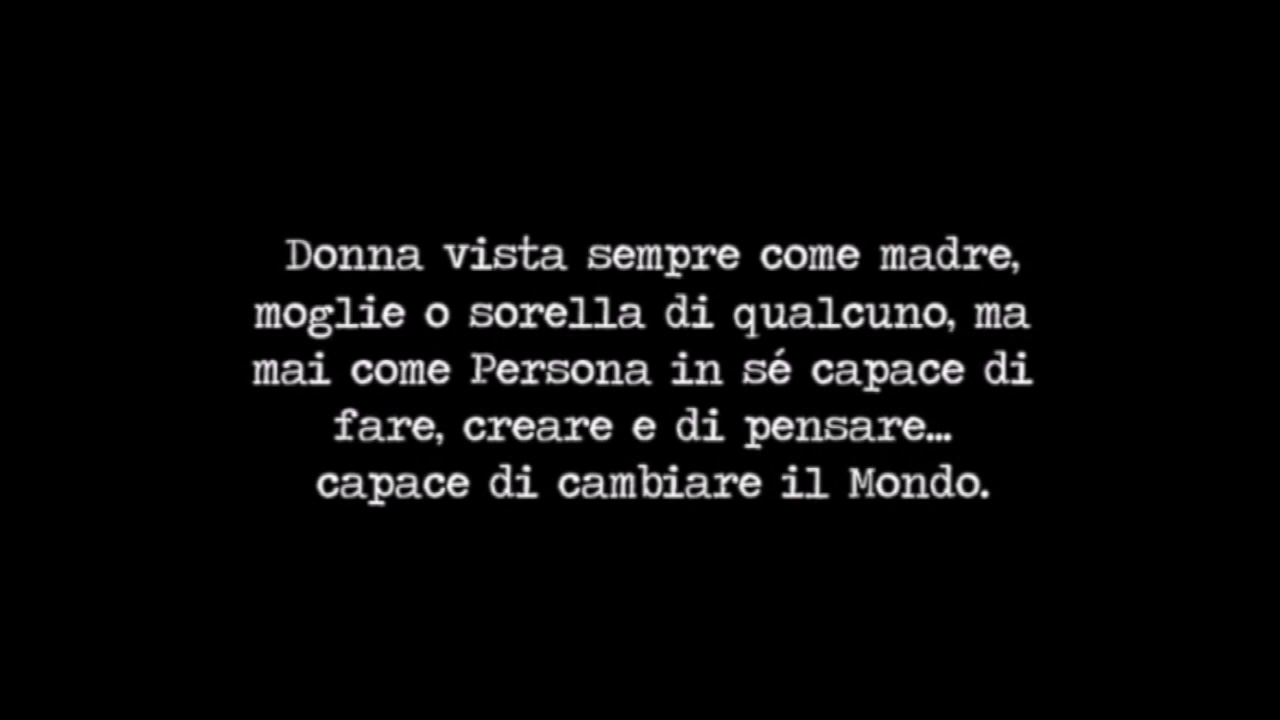 Donna vista sempre come madre,
moglie o sorella di qualcuno, ma
mai come Persona in sé capace di
fare, creare e di pensare...
capace di cambiare il Mondo.